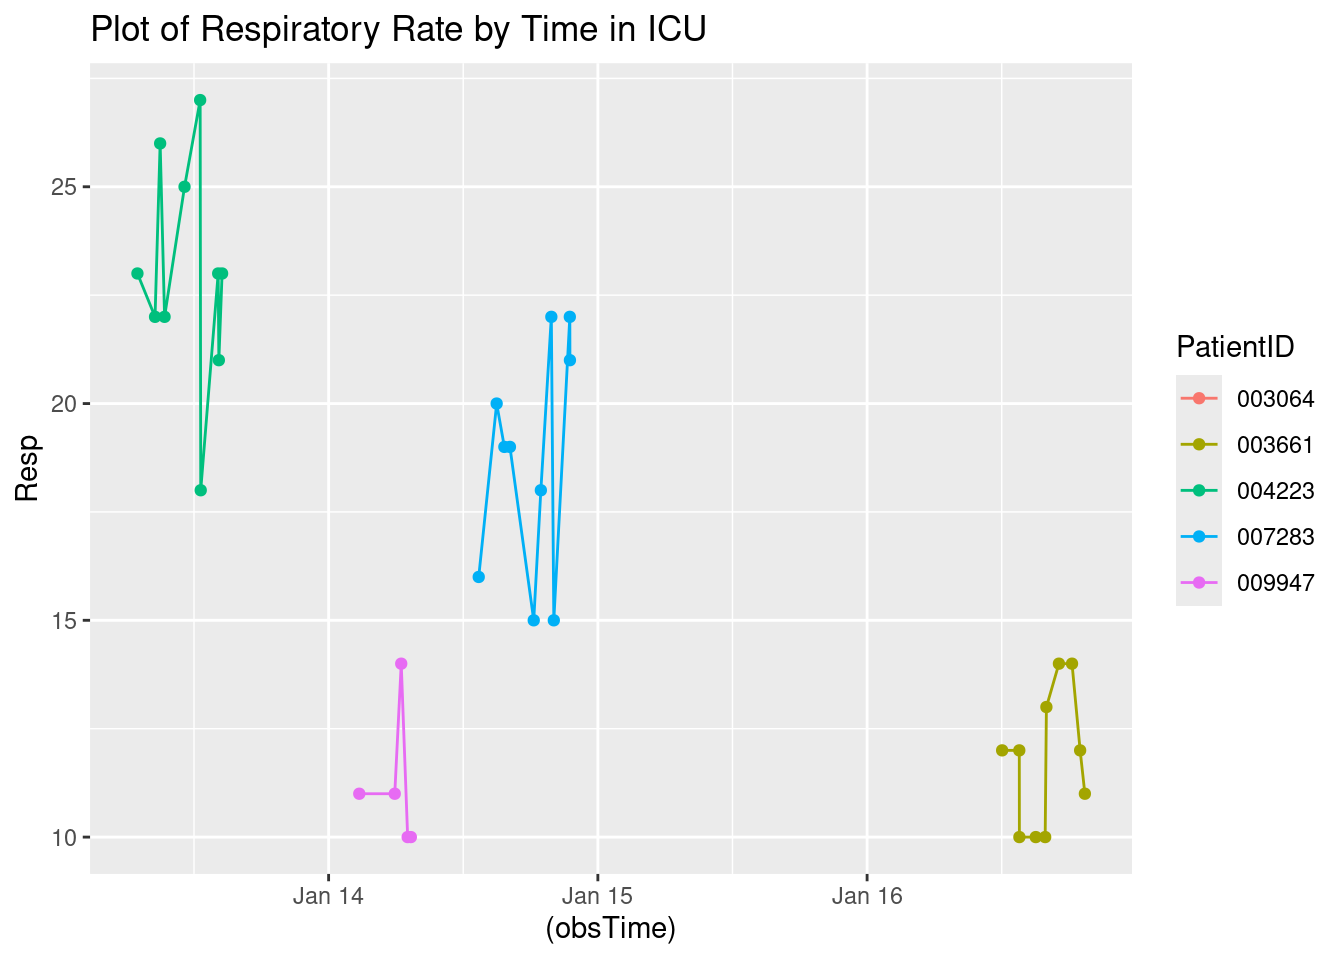 Plot of Respiratory Rate by Time in ICU
25
20
15
10
Resp
Jan 14
Jan 15
Jan 16
(obsTime)
PatientID
003064
003661
004223
007283
009947